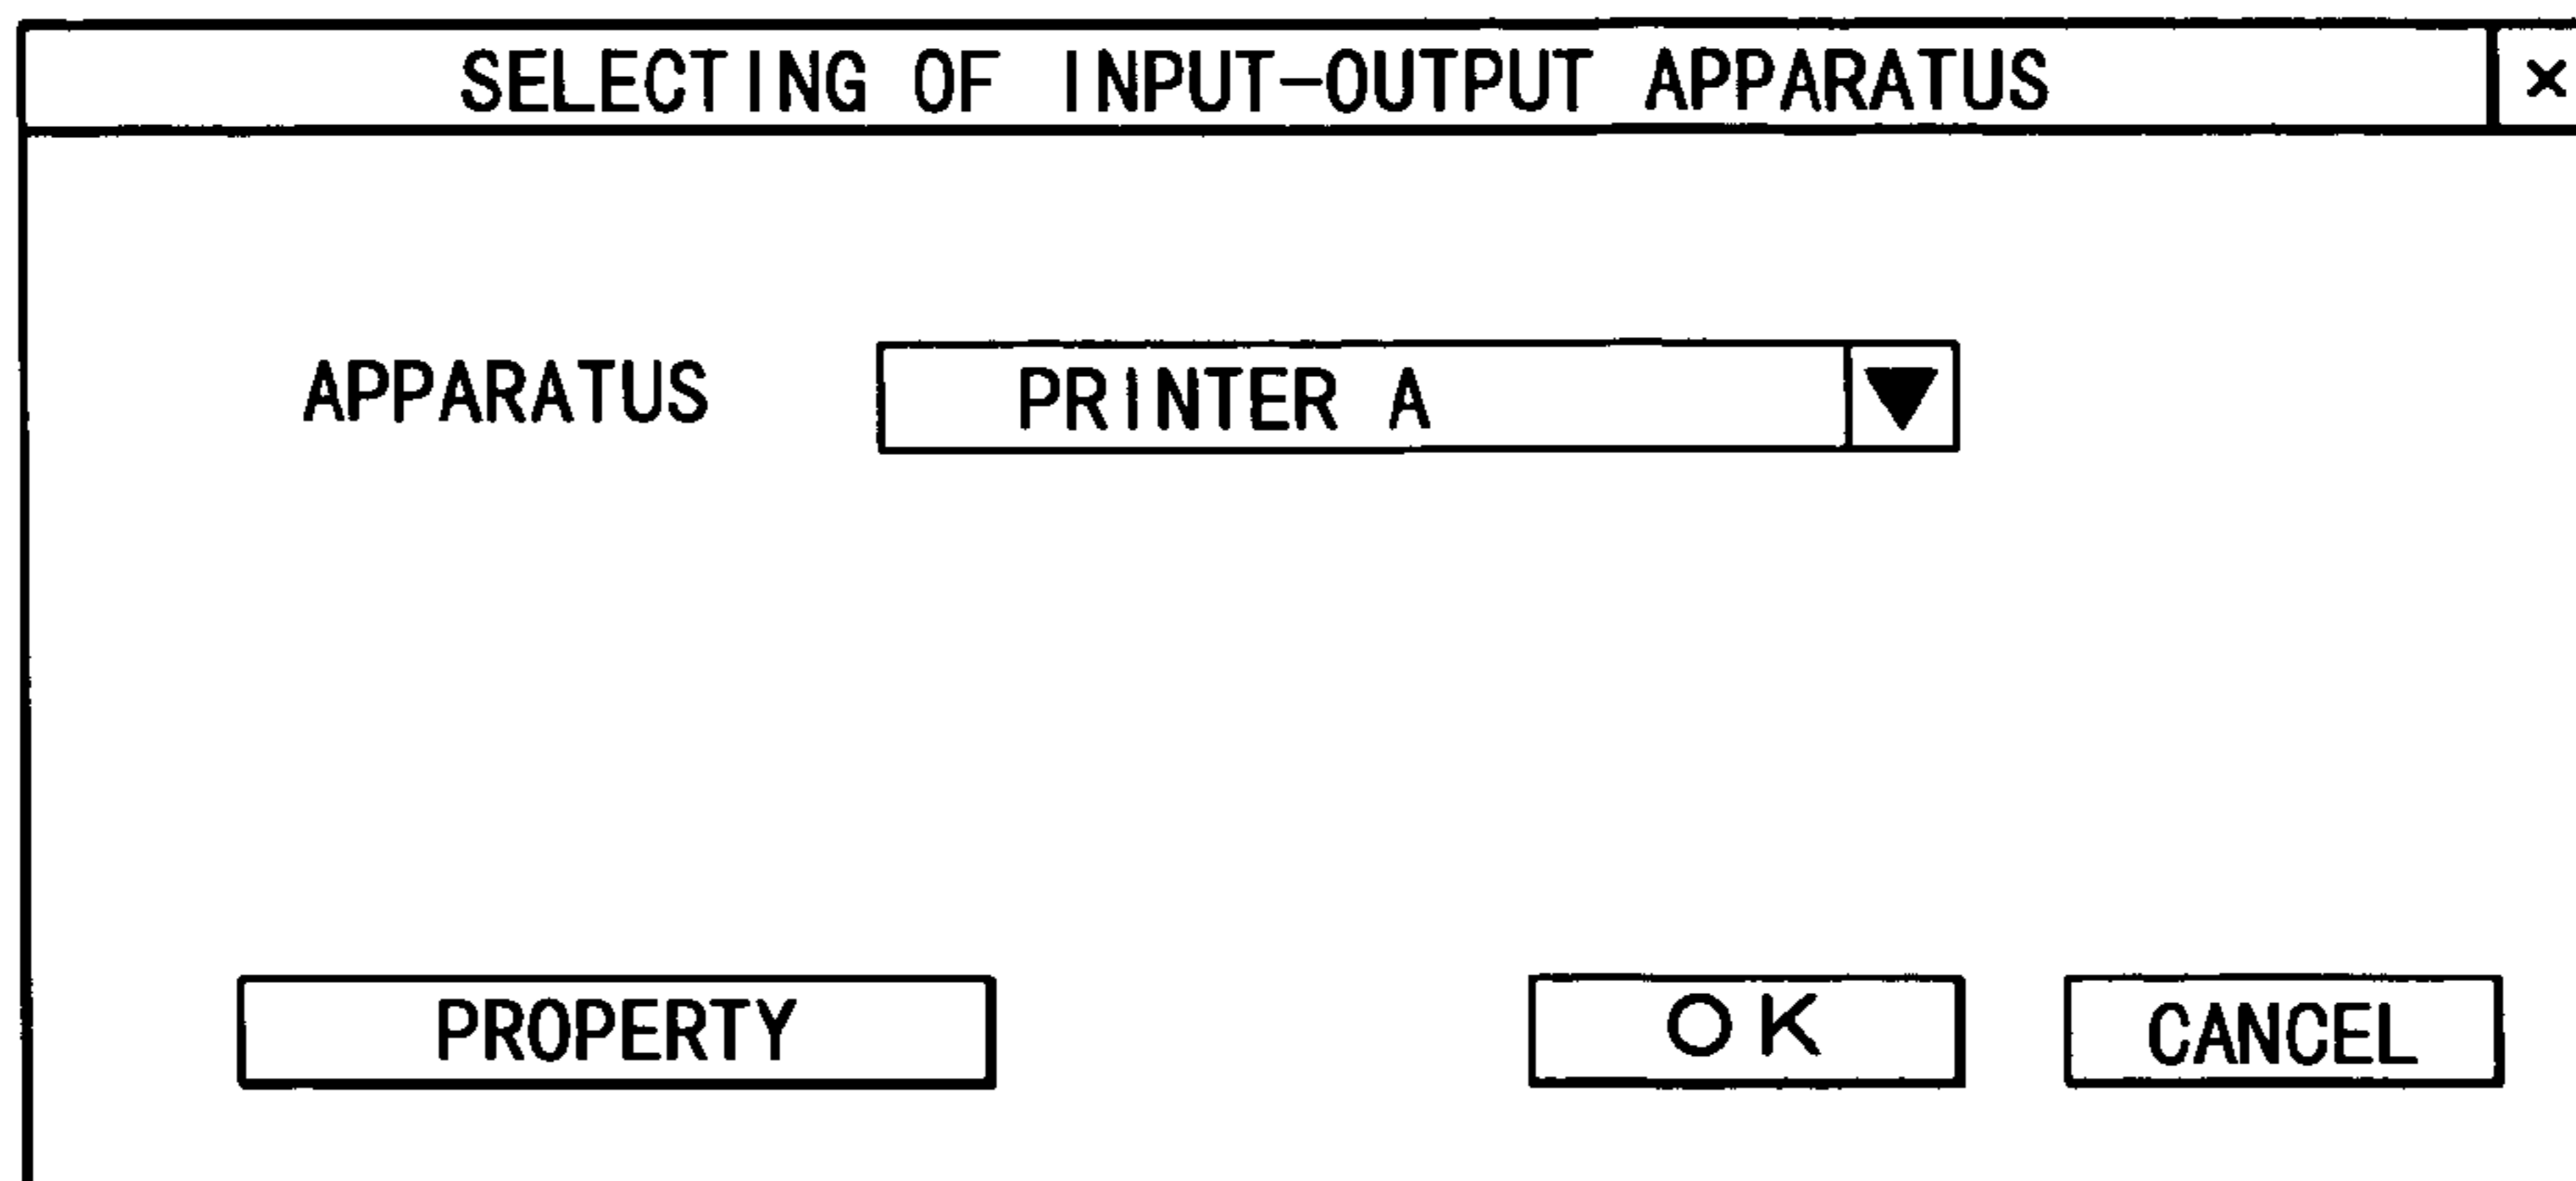 SELECTING OF INPUT-OUTPUT APPARATUS ×
APPARATUS PRINTER A ▼
PROPERTY OK CANCEL